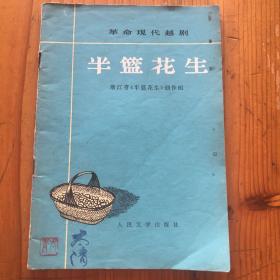 革命现代越剧
半篮花生
浙江省《半篮花生》创作组
人民文学出版社